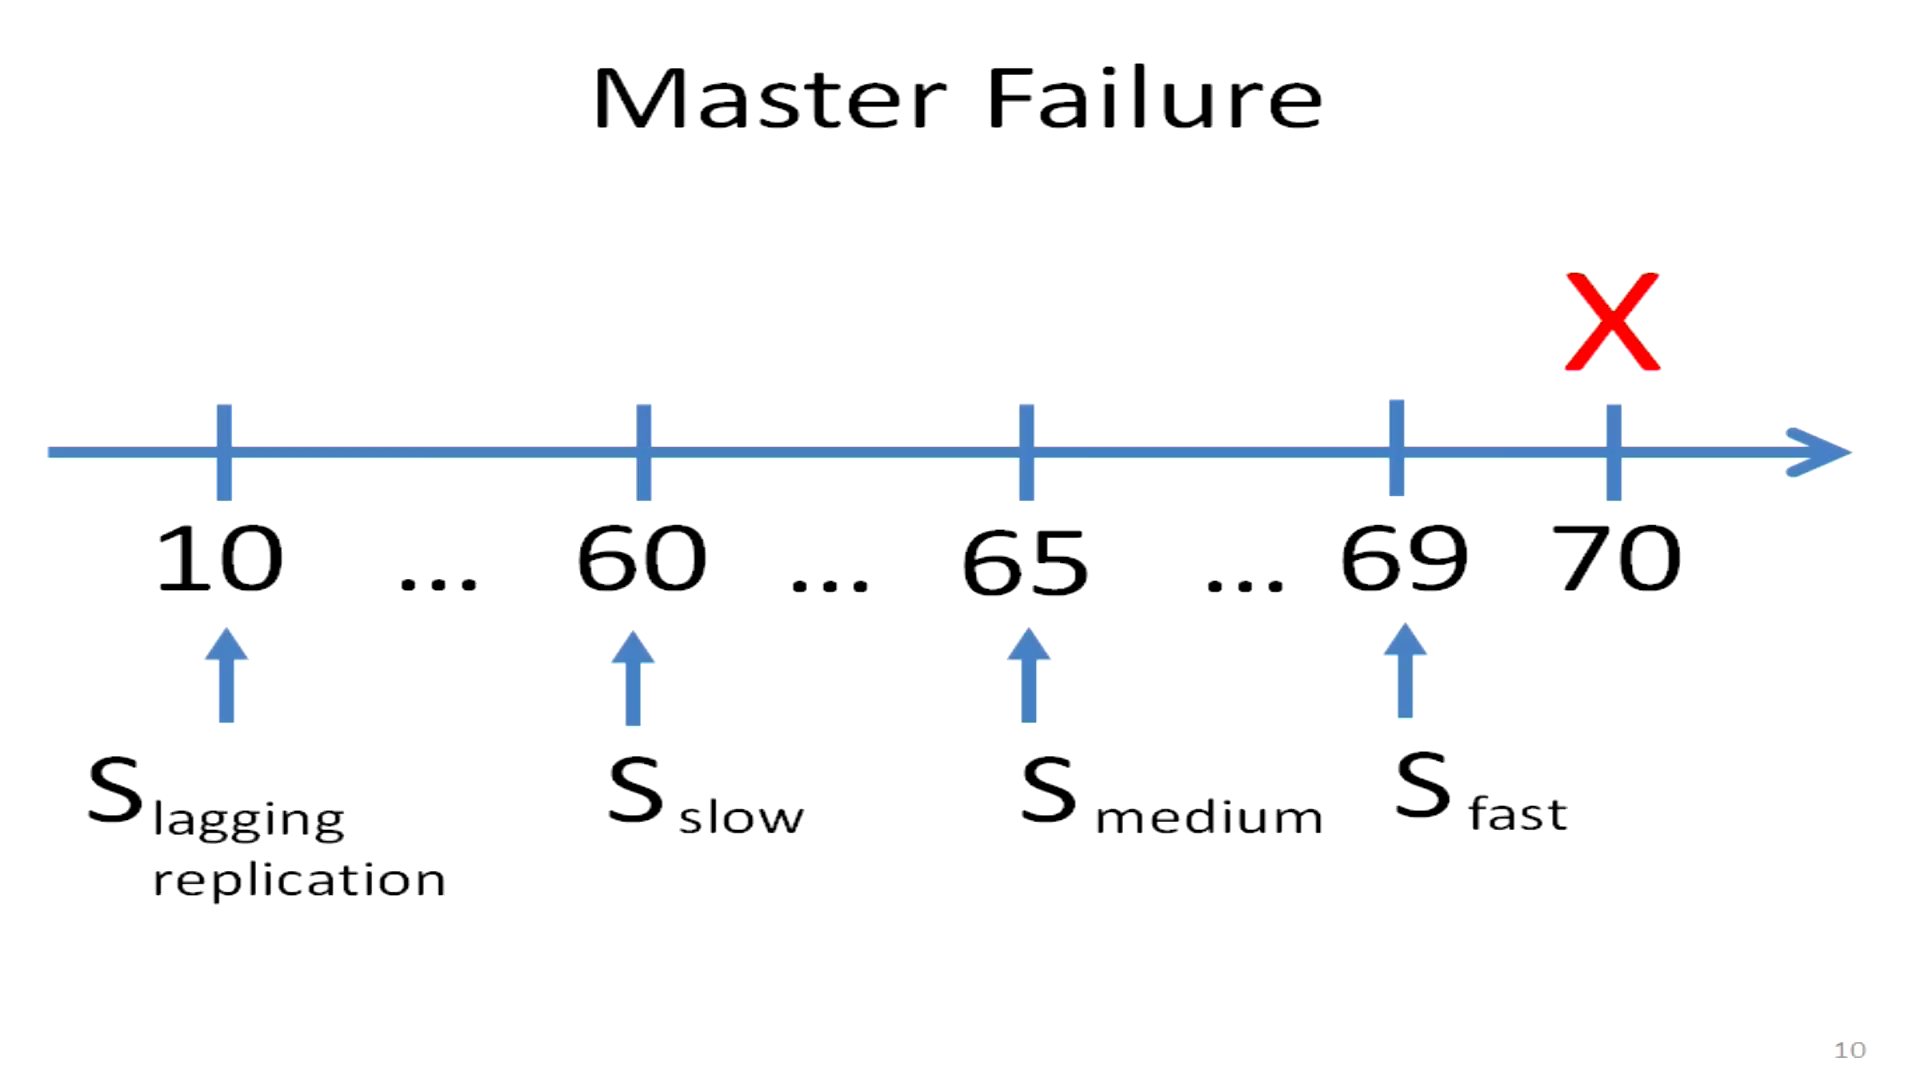 Master Failure
X
10 ... 60 ... 65 ... 69 70
S lagging replication
S slow
S medium
S fast
10